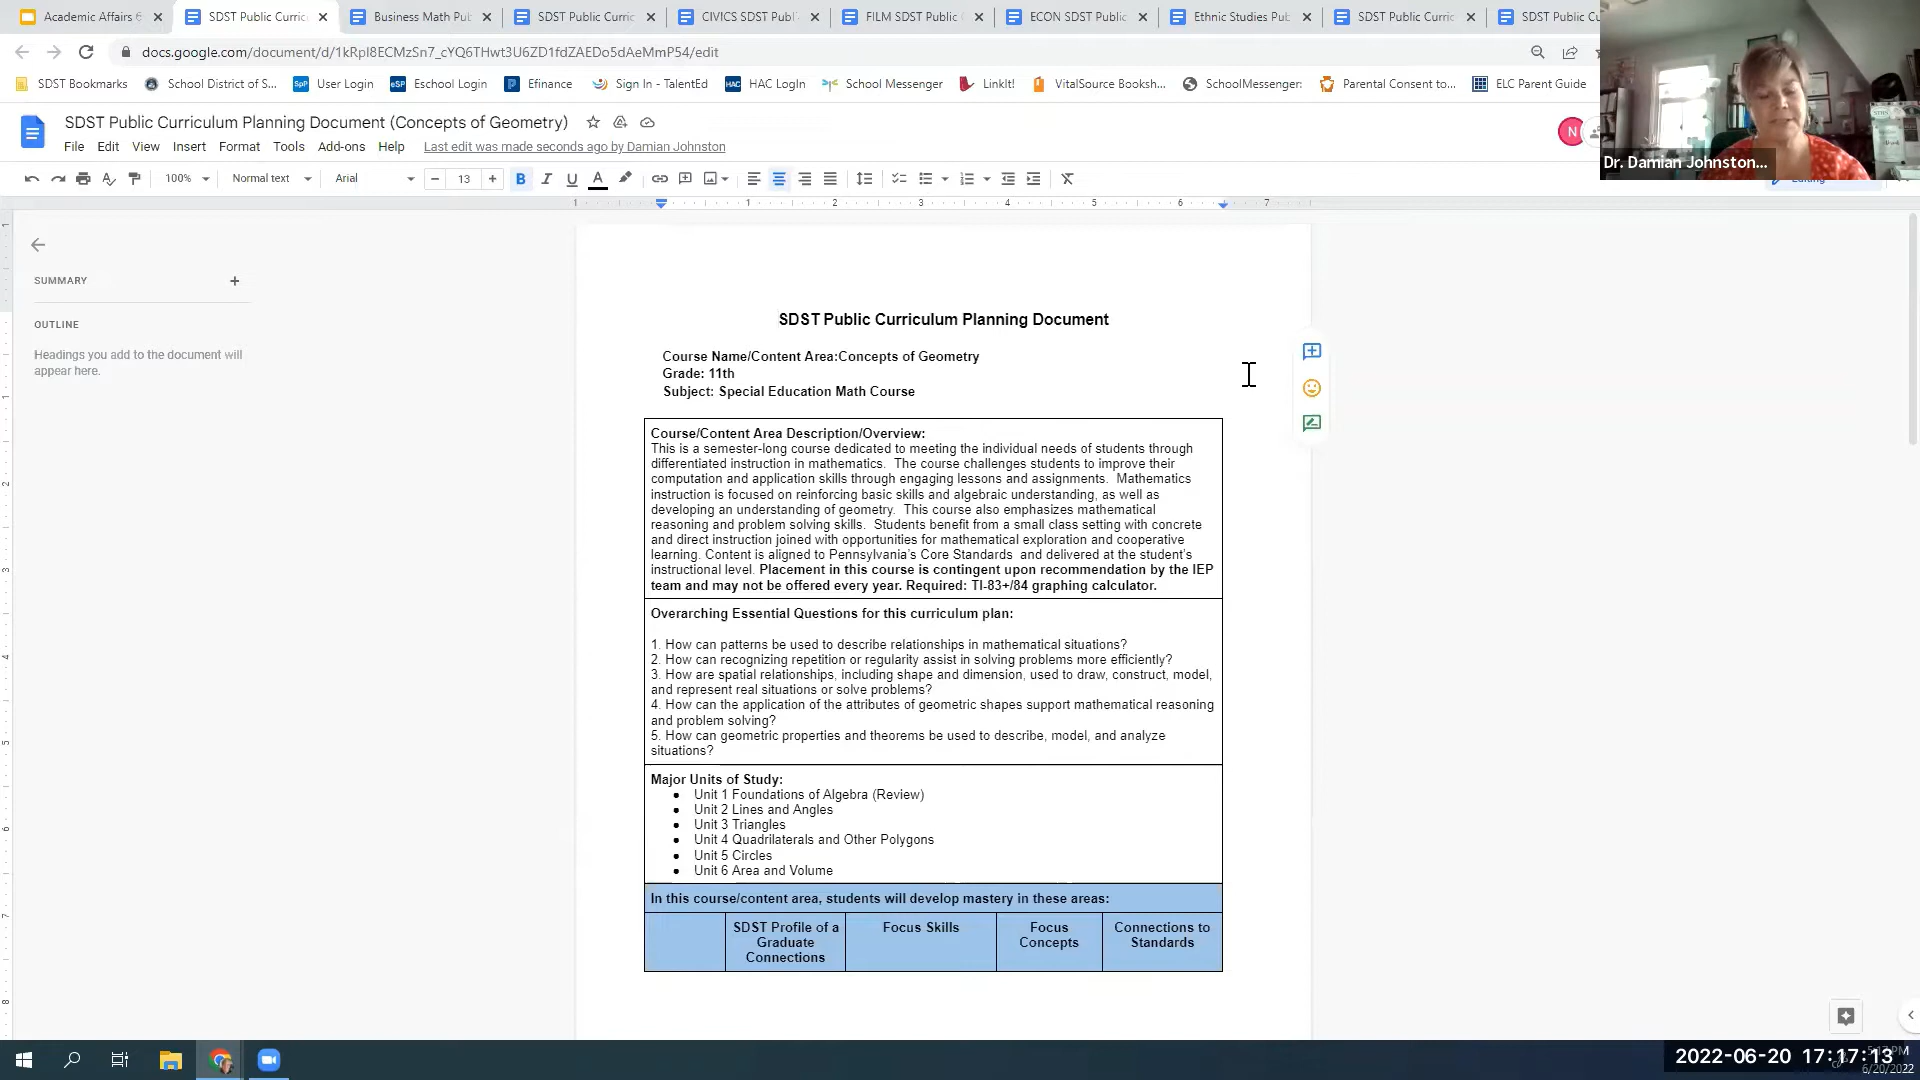 Academic Affairs
SDST Public Curric
Business Math Pub
SDST Public Curric
CIVICS SDST Publ
FILM SDST Public
ECON SDST Public
Ethnic Studies Pub
SDST Public Curric
SDST Public Cu
docs.google.com/document/d/1kRpI8ECMzSn7_cYQ6THwt3U6ZD1fdZAEDo5dAeMmP54/edit
SDST Bookmarks
School District of S...
User Login
Eschool Login
Efinance
Sign In - TalentEd
HAC LogIn
School Messenger
LinkIt!
VitalSource Booksh...
SchoolMessenger:
Parental Consent to...
ELC Parent Guide
SDST Public Curriculum Planning Document (Concepts of Geometry)
File Edit View Insert Format Tools Add-ons Help Last edit was made seconds ago by Damian Johnston
N
Dr. Damian Johnston...
100% Normal text Arial 13
SUMMARY
OUTLINE
Headings you add to the document will
appear here.
SDST Public Curriculum Planning Document
Course Name/Content Area:Concepts of Geometry
Grade: 11th
Subject: Special Education Math Course
Course/Content Area Description/Overview:
This is a semester-long course dedicated to meeting the individual needs of students through
differentiated instruction in mathematics. The course challenges students to improve their
computation and application skills through engaging lessons and assignments. Mathematics
instruction is focused on reinforcing basic skills and algebraic understanding, as well as
developing an understanding of geometry. This course also emphasizes mathematical
reasoning and problem solving skills. Students benefit from a small class setting with concrete
and direct instruction joined with opportunities for mathematical exploration and cooperative
learning. Content is aligned to Pennsylvania's Core Standards and delivered at the student's
instructional level. Placement in this course is contingent upon recommendation by the IEP
team and may not be offered every year. Required: TI-83+/84 graphing calculator.
Overarching Essential Questions for this curriculum plan:
1. How can patterns be used to describe relationships in mathematical situations?
2. How can recognizing repetition or regularity assist in solving problems more efficiently?
3. How are spatial relationships, including shape and dimension, used to draw, construct, model,
and represent real situations or solve problems?
4. How can the application of the attributes of geometric shapes support mathematical reasoning
and problem solving?
5. How can geometric properties and theorems be used to describe, model, and analyze
situations?
Major Units of Study:
● Unit 1 Foundations of Algebra (Review)
● Unit 2 Lines and Angles
● Unit 3 Triangles
● Unit 4 Quadrilaterals and Other Polygons
● Unit 5 Circles
● Unit 6 Area and Volume
In this course/content area, students will develop mastery in these areas:
SDST Profile of a
Graduate
Connections
Focus Skills
Focus
Concepts
Connections to
Standards
2022-06-20 17:17:13